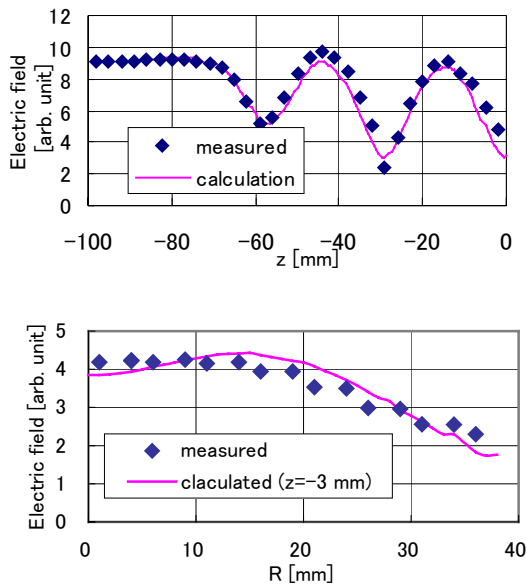 12
10
8
6
4
2
0
Electric field
[arb. unit]
measured
calculation
-100
-80
-60
-40
-20
0
z [mm]
5
4
3
2
1
0
Electric field [arb. unit]
measured
claculated (z=-3 mm)
0
10
20
30
40
R [mm]